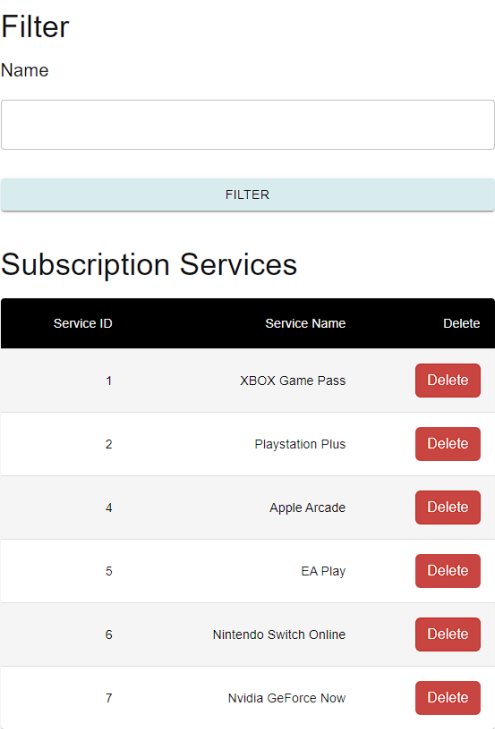 Filter
Name
FILTER
Subscription Services
Service ID Service Name Delete
1 XBOX Game Pass Delete
2 Playstation Plus Delete
4 Apple Arcade Delete
5 EA Play Delete
6 Nintendo Switch Online Delete
7 Nvidia GeForce Now Delete